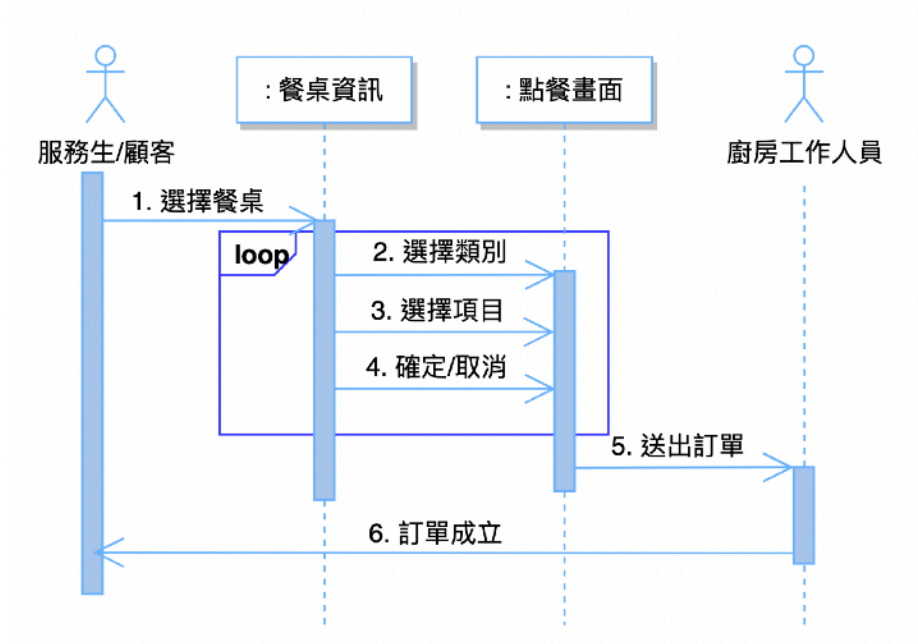 : 餐桌資訊
: 點餐畫面
服務生/顧客
廚房工作人員
1. 選擇餐桌
loop
2. 選擇類別
3. 選擇項目
4. 確定/取消
5. 送出訂單
6. 訂單成立